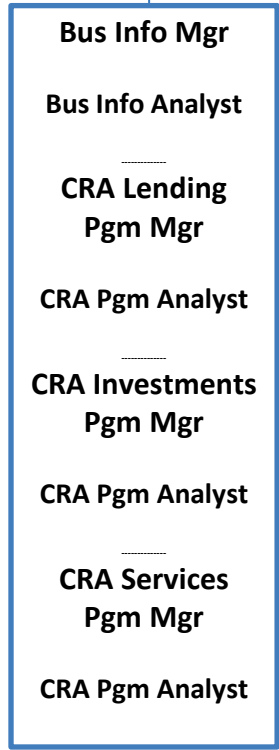 Bus Info Mgr
Bus Info Analyst
--------------
CRA Lending
Pgm Mgr
CRA Pgm Analyst
--------------
CRA Investments
Pgm Mgr
CRA Pgm Analyst
--------------
CRA Services
Pgm Mgr
CRA Pgm Analyst